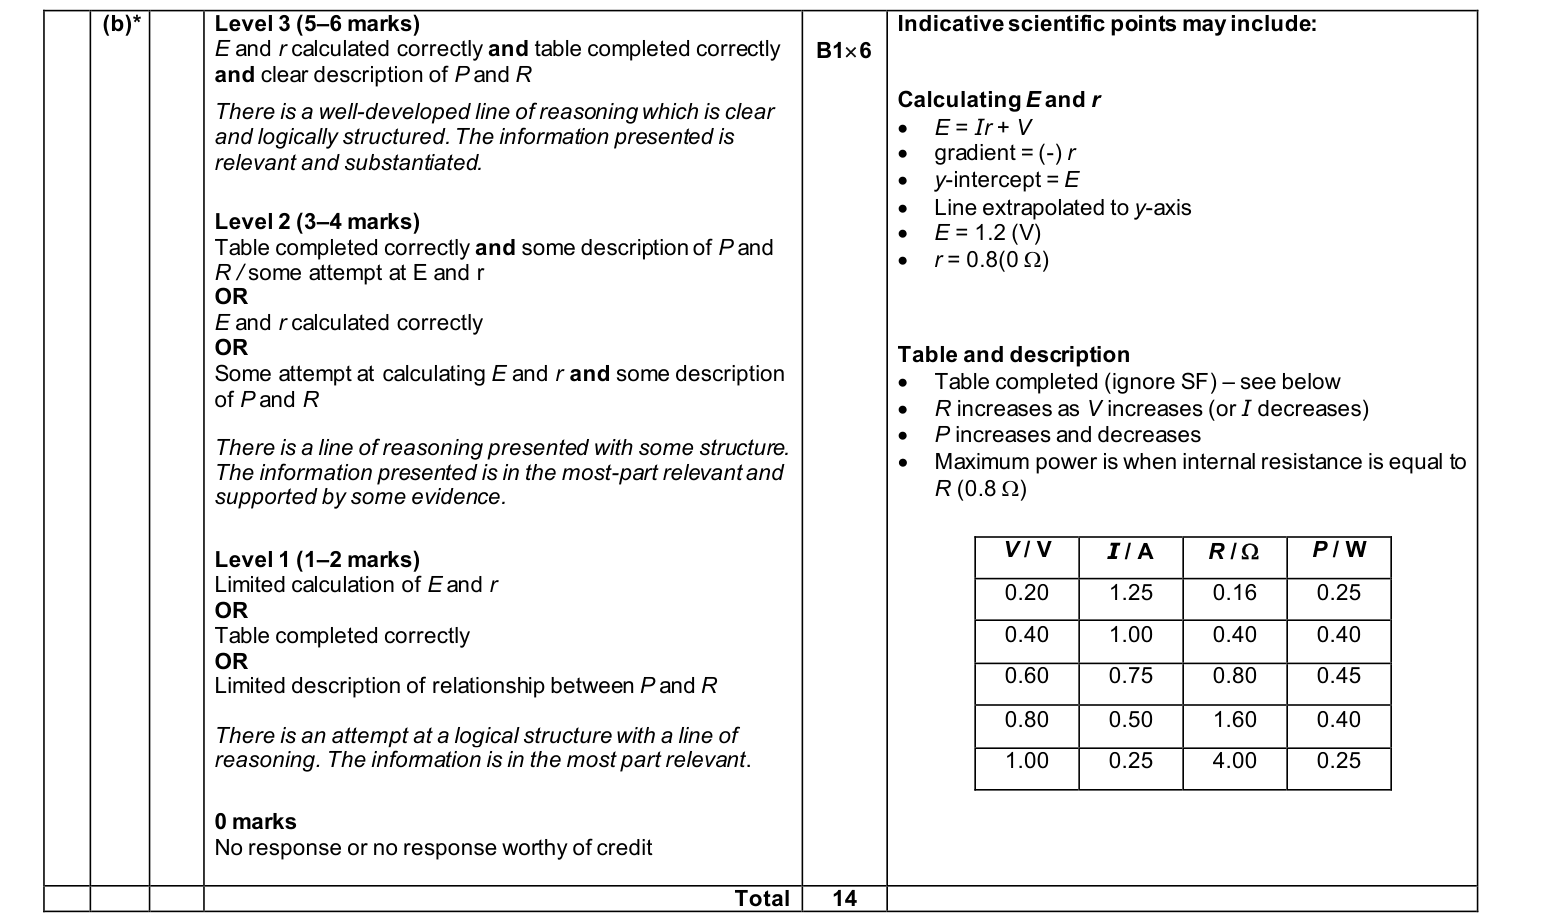 (b)*
Level 3 (5–6 marks)
E and r calculated correctly and table completed correctly
and clear description of P and R
There is a well-developed line of reasoning which is clear
and logically structured. The information presented is
relevant and substantiated.
Level 2 (3–4 marks)
Table completed correctly and some description of P and
R / some attempt at E and r
OR
E and r calculated correctly
OR
Some attempt at calculating E and r and some description
of P and R
There is a line of reasoning presented with some structure.
The information presented is in the most-part relevant and
supported by some evidence.
Level 1 (1–2 marks)
Limited calculation of E and r
OR
Table completed correctly
OR
Limited description of relationship between P and R
There is an attempt at a logical structure with a line of
reasoning. The information is in the most part relevant.
0 marks
No response or no response worthy of credit
B1×6
Indicative scientific points may include:
Calculating E and r
• E = Ir + V
• gradient = (-) r
• y-intercept = E
• Line extrapolated to y-axis
• E = 1.2 (V)
• r = 0.8(0 Ω)
Table and description
• Table completed (ignore SF) – see below
• R increases as V increases (or I decreases)
• P increases and decreases
• Maximum power is when internal resistance is equal to
R (0.8 Ω)
V / V I / A R / Ω P / W
0.20 1.25 0.16 0.25
0.40 1.00 0.40 0.40
0.60 0.75 0.80 0.45
0.80 0.50 1.60 0.40
1.00 0.25 4.00 0.25
Total 14